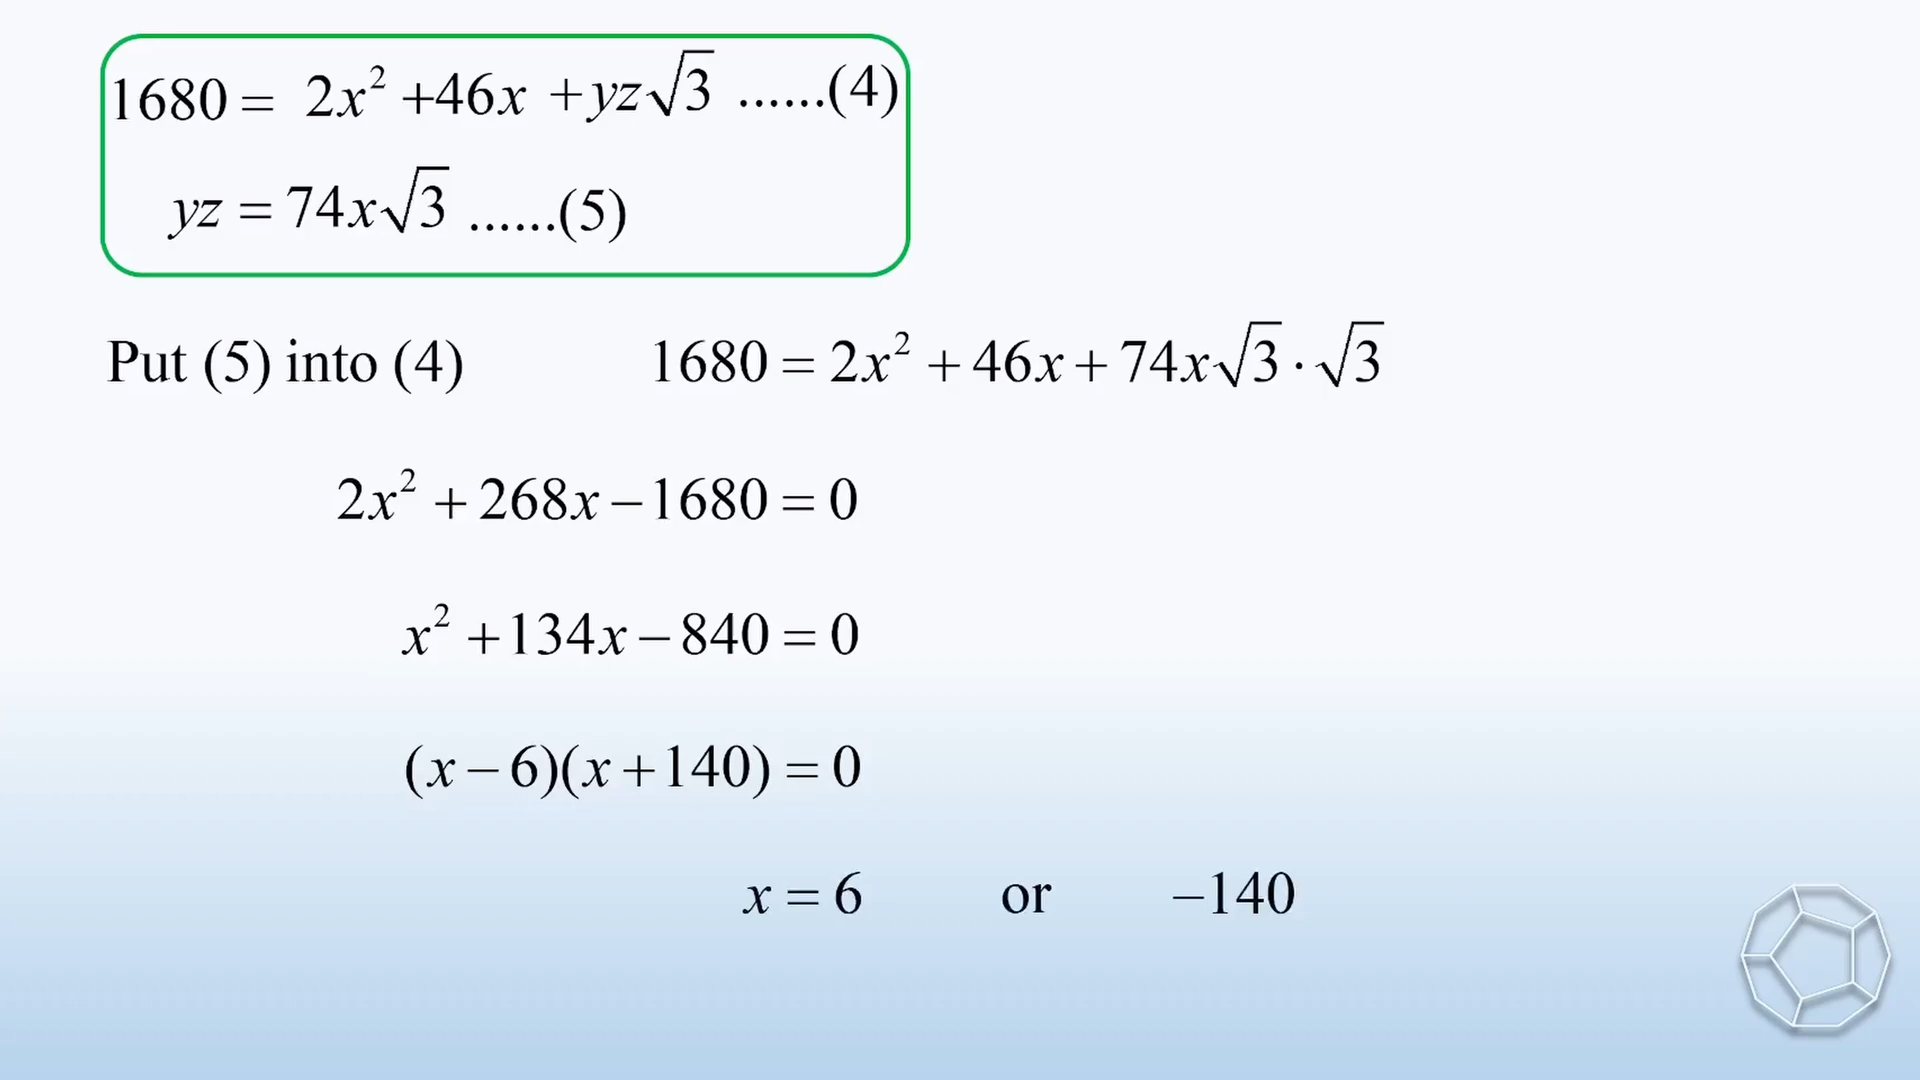 1680 = 2x² +46x +yz√3 ......(4)
yz = 74x√3 ......(5)
Put (5) into (4) 1680 = 2x² + 46x + 74x√3 · √3
2x² + 268x − 1680 = 0
x² + 134x − 840 = 0
(x − 6)(x + 140) = 0
x = 6 or −140